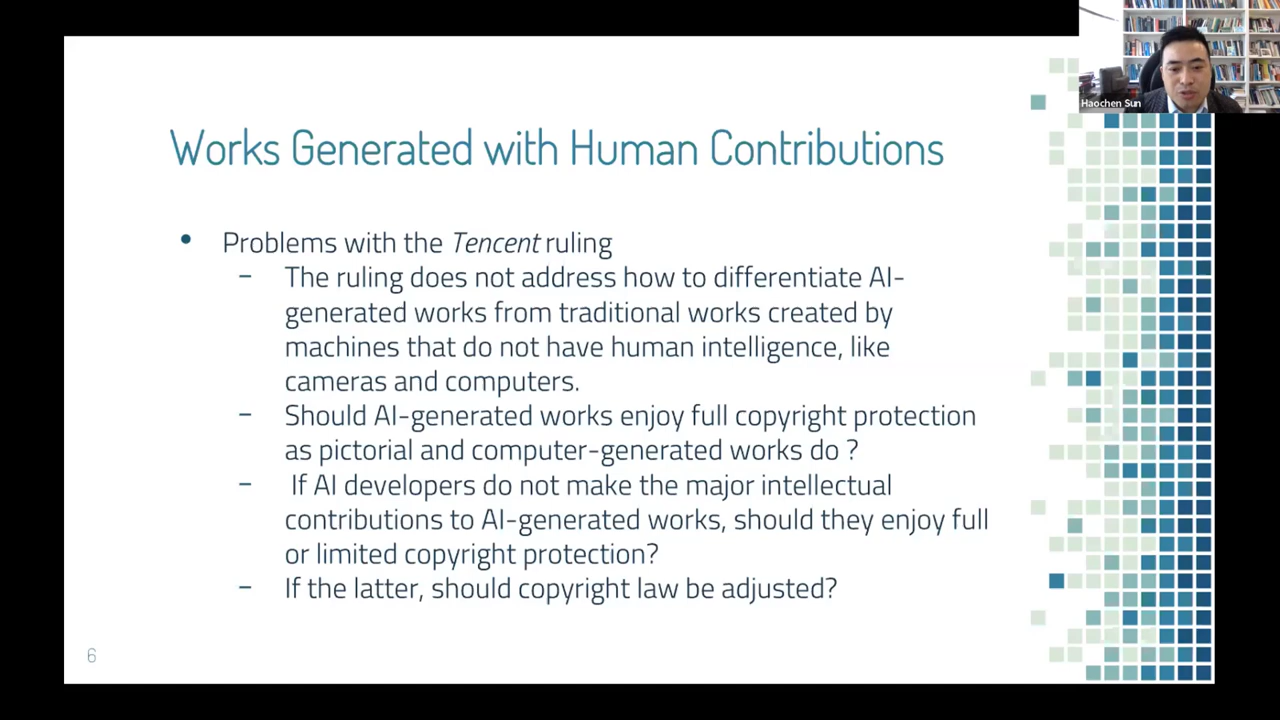 Haochen Sun
Works Generated with Human Contributions
• Problems with the Tencent ruling
– The ruling does not address how to differentiate AI-
generated works from traditional works created by
machines that do not have human intelligence, like
cameras and computers.
– Should AI-generated works enjoy full copyright protection
as pictorial and computer-generated works do ?
– If AI developers do not make the major intellectual
contributions to AI-generated works, should they enjoy full
or limited copyright protection?
– If the latter, should copyright law be adjusted?
6